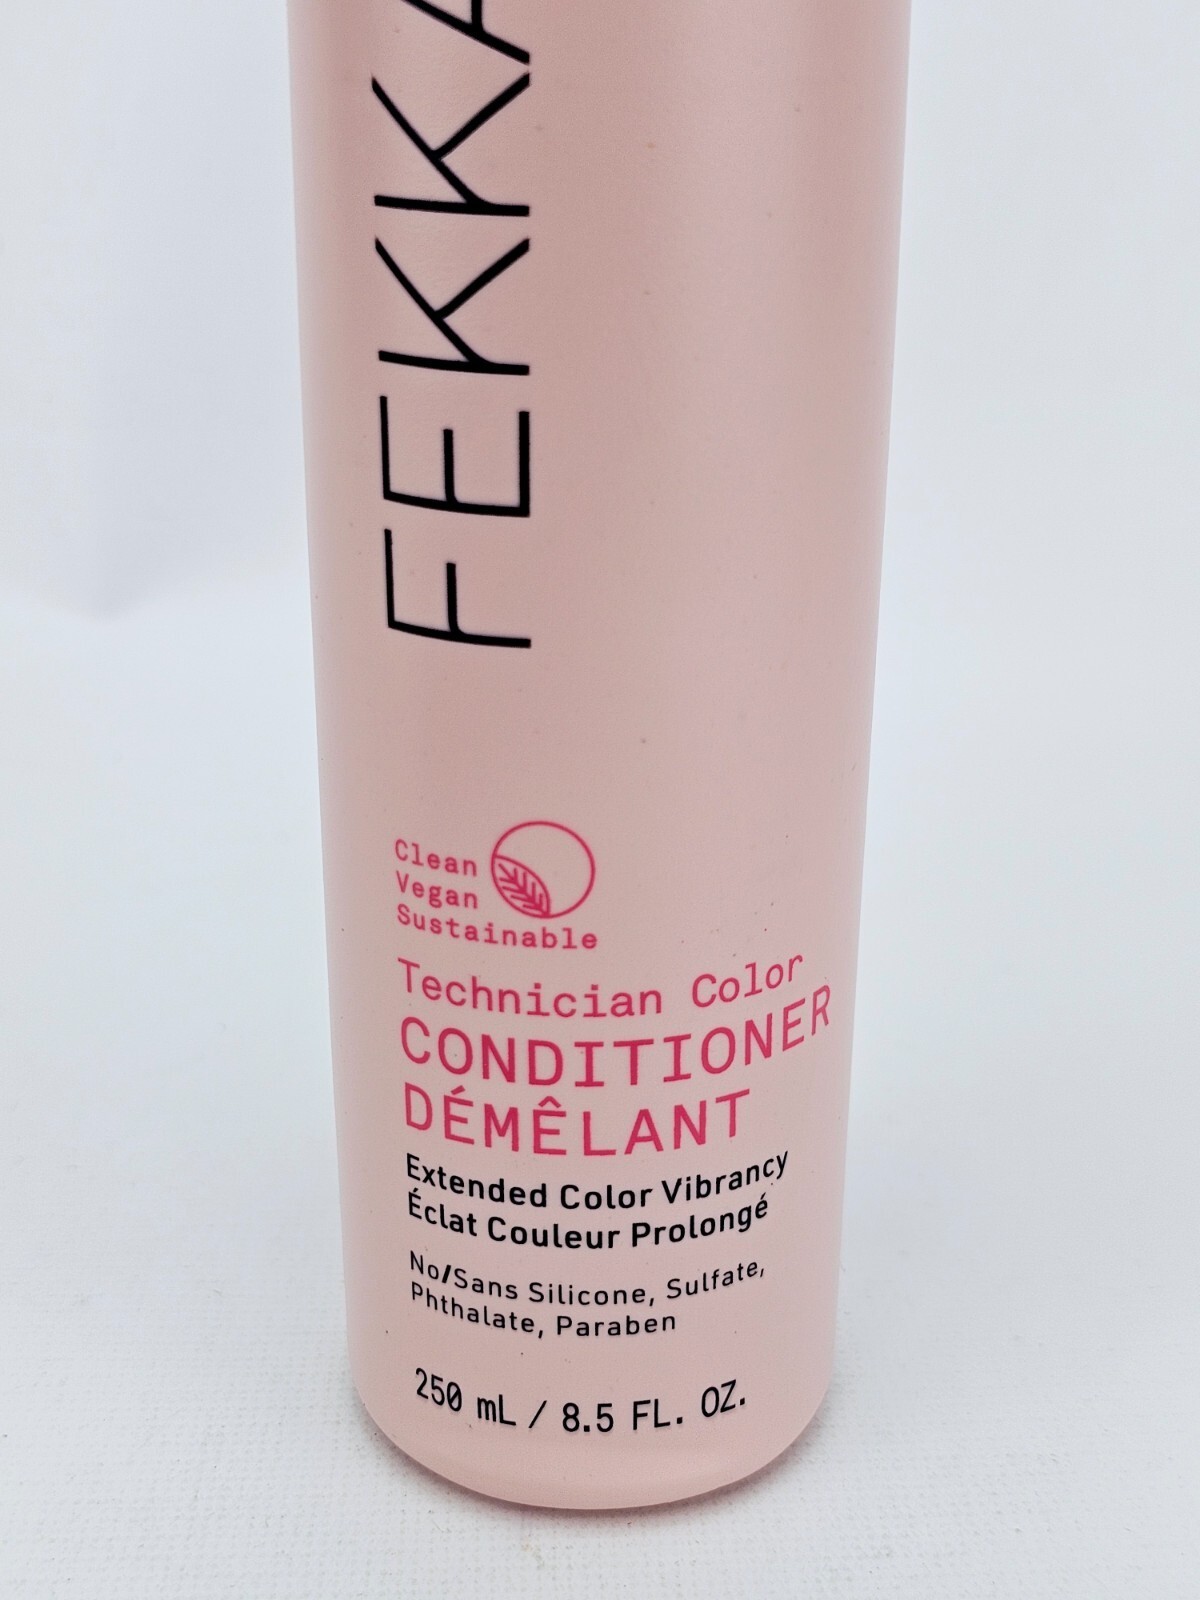 FEKKA
Clean
Vegan
Sustainable
Technician Color
CONDITIONER
DÉMÊLANT
Extended Color Vibrancy
Éclat Couleur Prolongé
No/Sans Silicone, Sulfate,
Phthalate, Paraben
250 mL / 8.5 FL. OZ.